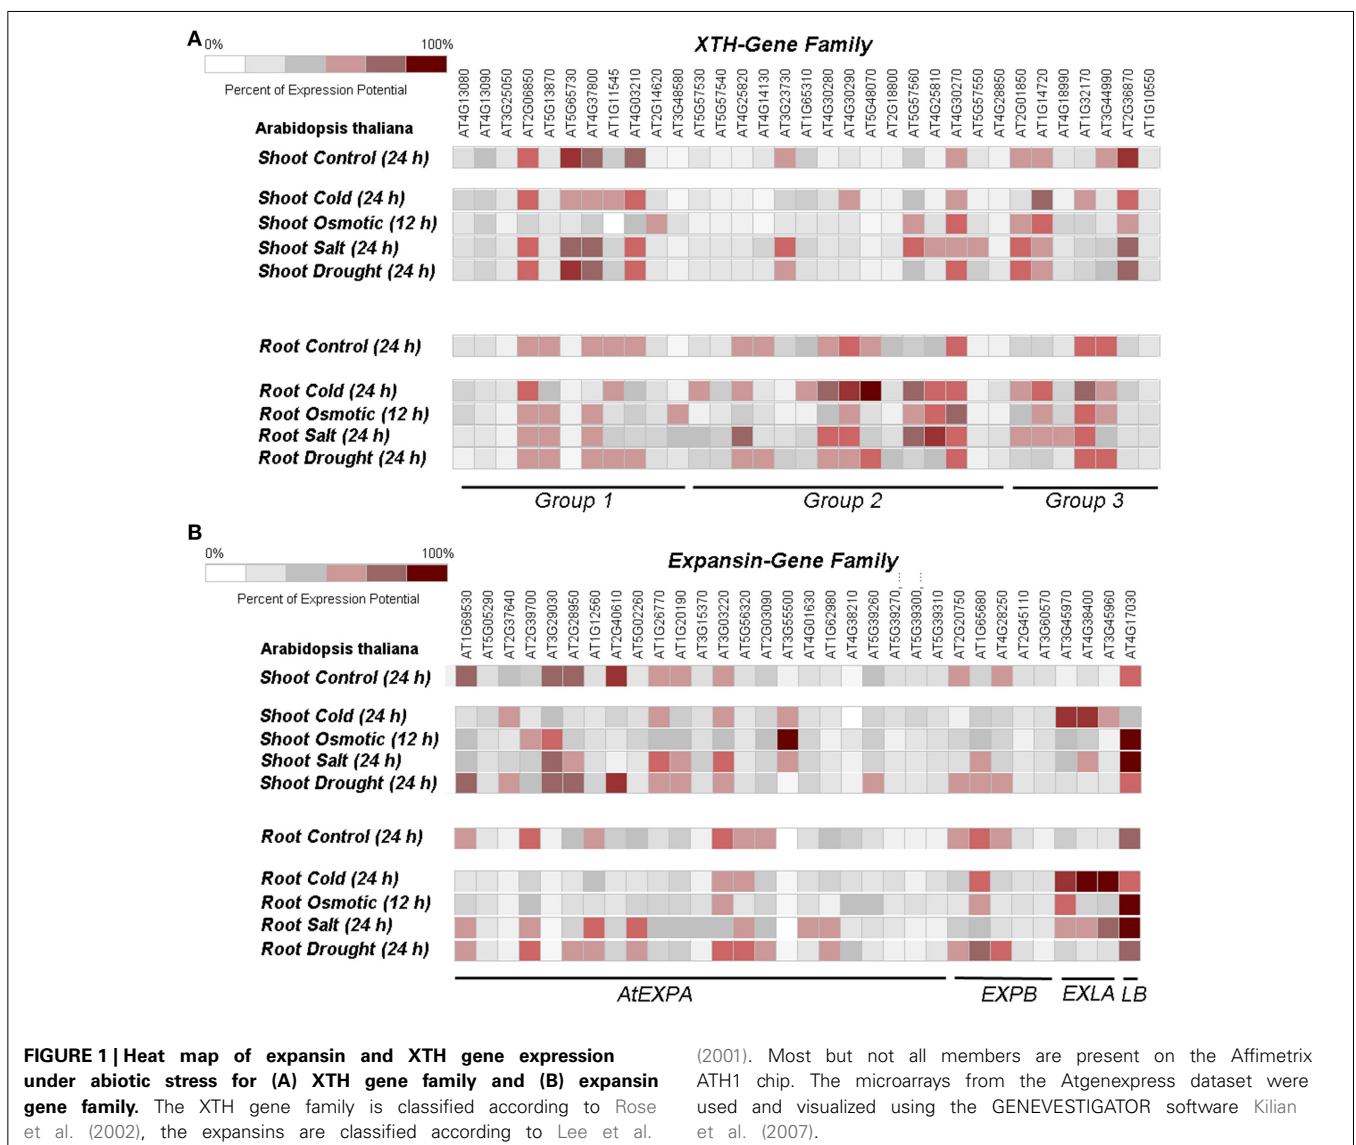 A
0% 100%
Percent of Expression Potential
XTH-Gene Family
Arabidopsis thaliana
AT4G13080
AT4G13090
AT3G25050
AT2G06850
AT5G13870
AT5G65730
AT4G37800
AT1G11545
AT4G03210
AT2G14620
AT3G48580
AT5G57530
AT5G57540
AT4G25820
AT4G14130
AT3G23730
AT1G65310
AT4G30280
AT4G30290
AT5G48070
AT2G18800
AT5G57560
AT4G25810
AT4G30270
AT5G57550
AT4G28850
AT2G01850
AT1G14720
AT4G18990
AT1G32170
AT3G44990
AT2G36870
AT1G10550
Shoot Control (24 h)
Shoot Cold (24 h)
Shoot Osmotic (12 h)
Shoot Salt (24 h)
Shoot Drought (24 h)
Root Control (24 h)
Root Cold (24 h)
Root Osmotic (12 h)
Root Salt (24 h)
Root Drought (24 h)
Group 1 Group 2 Group 3
B
0% 100%
Percent of Expression Potential
Expansin-Gene Family
Arabidopsis thaliana
AT1G69530
AT5G05290
AT2G37640
AT2G39700
AT3G29030
AT2G28950
AT1G12560
AT2G40610
AT5G02260
AT1G26770
AT1G20190
AT3G15370
AT3G03220
AT5G56320
AT2G03090
AT3G55500
AT4G01630
AT1G62980
AT4G38210
AT5G39260
AT5G39270, ...
AT5G39300, ...
AT5G39310
AT2G20750
AT1G65680
AT4G28250
AT2G45110
AT3G60570
AT3G45970
AT4G38400
AT3G45960
AT4G17030
Shoot Control (24 h)
Shoot Cold (24 h)
Shoot Osmotic (12 h)
Shoot Salt (24 h)
Shoot Drought (24 h)
Root Control (24 h)
Root Cold (24 h)
Root Osmotic (12 h)
Root Salt (24 h)
Root Drought (24 h)
AtEXPA EXPB EXLA LB
FIGURE 1 | Heat map of expansin and XTH gene expression
under abiotic stress for (A) XTH gene family and (B) expansin
gene family. The XTH gene family is classified according to Rose
et al. (2002), the expansins are classified according to Lee et al.
(2001). Most but not all members are present on the Affimetrix
ATH1 chip. The microarrays from the Atgenexpress dataset were
used and visualized using the GENEVESTIGATOR software Kilian
et al. (2007).